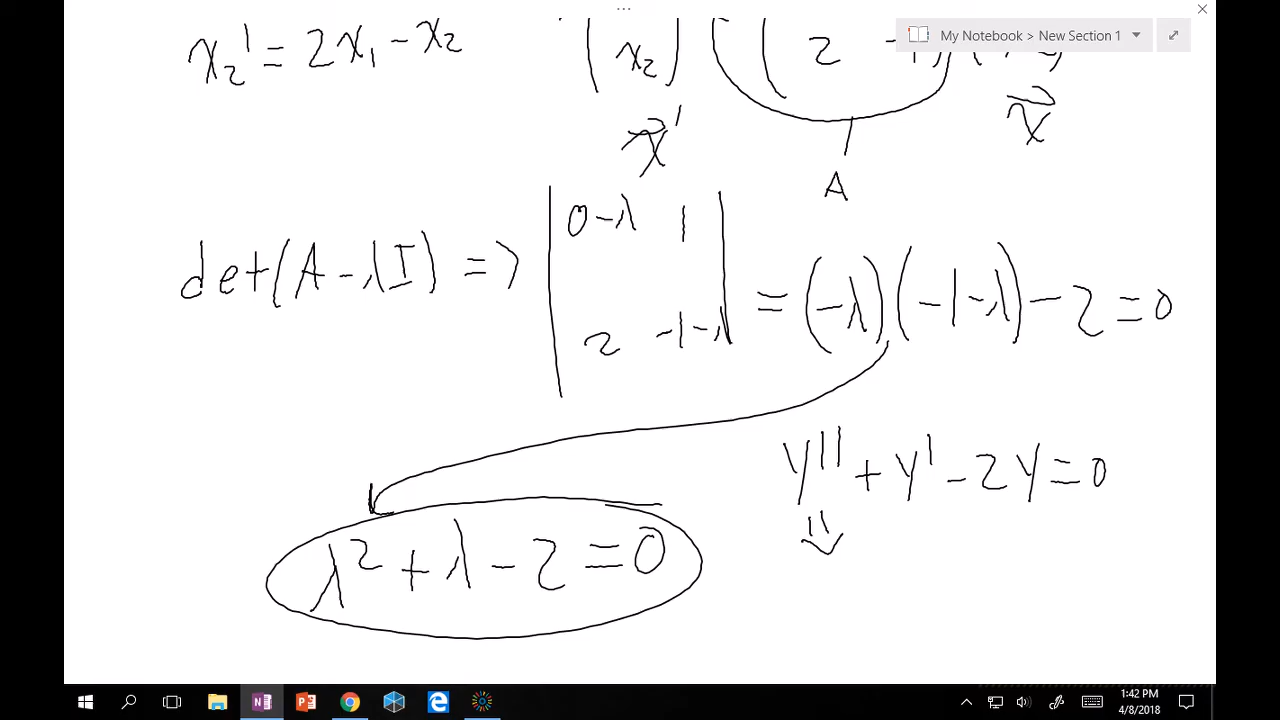 My Notebook > New Section 1
x₂' = 2x₁ - x₂
x₂ 2 -1
x⃗' x⃗
A
det(A - λI) => | 0-λ 1 |
| 2 -1-λ | = (-λ)(-1-λ) - 2 = 0
y'' + y' - 2y = 0
λ² + λ - 2 = 0
1:42 PM
4/8/2018